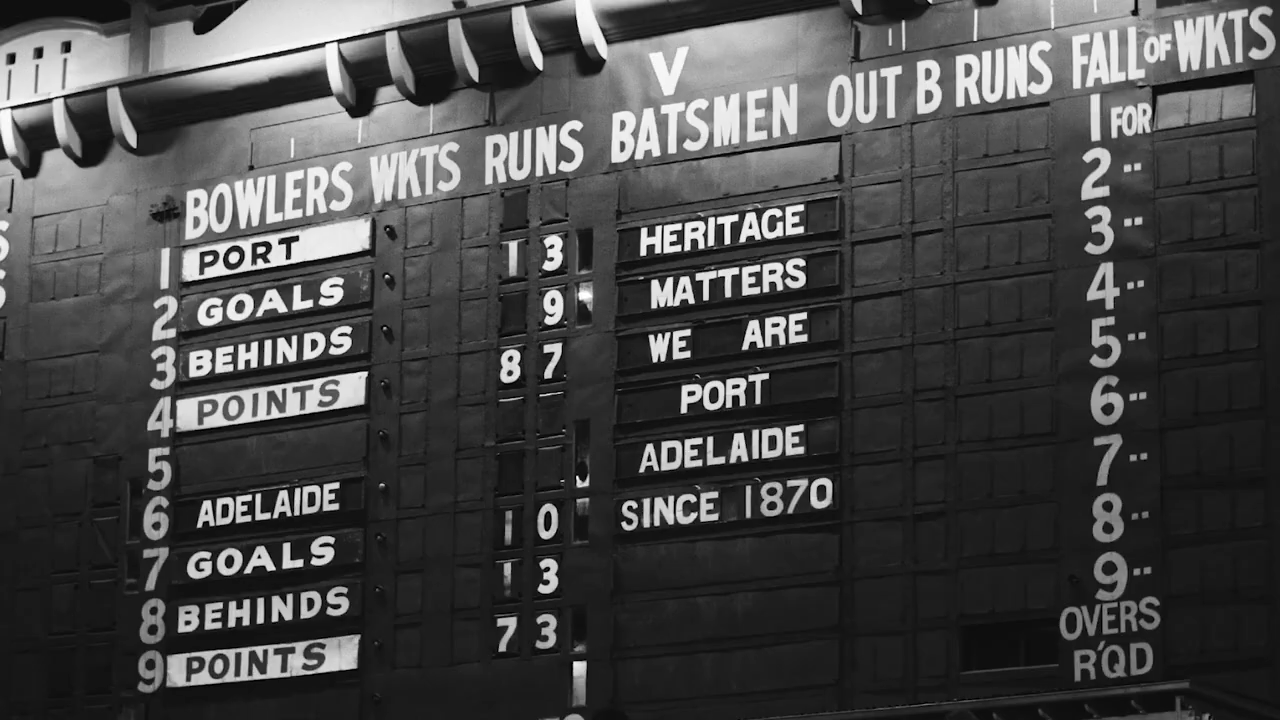 V
BOWLERS WKTS RUNS BATSMEN OUT B RUNS FALL OF WKTS
1 PORT 13 HERITAGE 1 FOR
2 GOALS 9 MATTERS 2 "
3 BEHINDS 87 WE ARE 3 "
4 POINTS PORT 4 "
5 ADELAIDE 5 "
6 ADELAIDE 10 SINCE 1870 6 "
7 GOALS 13 7 "
8 BEHINDS 73 8 "
9 POINTS 9 "
OVERS
R'QD